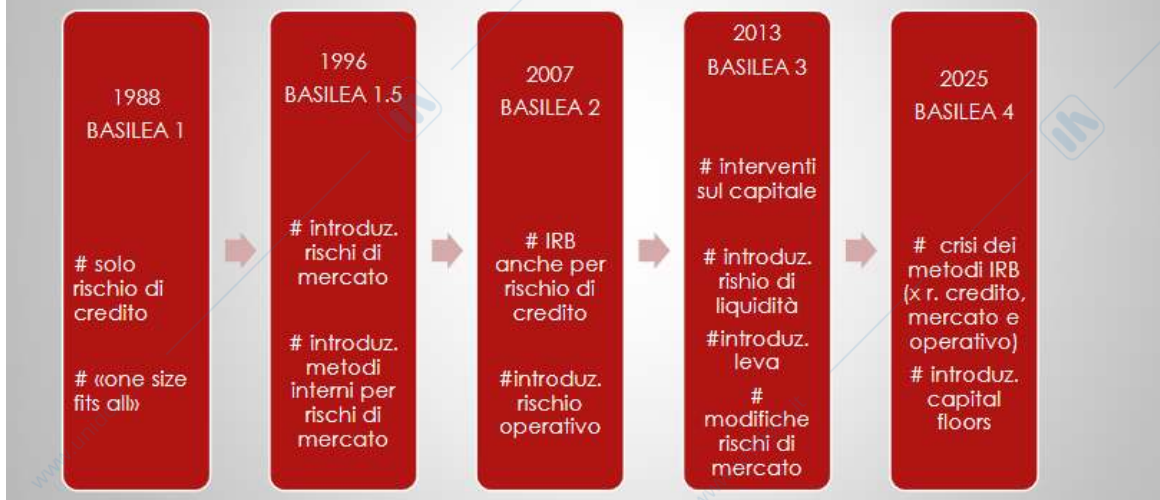 1988
BASILEA 1
# solo
rischio di
credito
# «one size
fits all»
1996
BASILEA 1.5
# introduz.
rischi di
mercato
# introduz.
metodi
interni per
rischi di
mercato
2007
BASILEA 2
# IRB
anche per
rischio di
credito
#introduz.
rischio
operativo
2013
BASILEA 3
# interventi
sul capitale
# introduz.
rishio di
liquidità
#introduz.
leva
#
modifiche
rischi di
mercato
2025
BASILEA 4
# crisi dei
metodi IRB
(x r. credito,
mercato e
operativo)
# introduz.
capital
floors